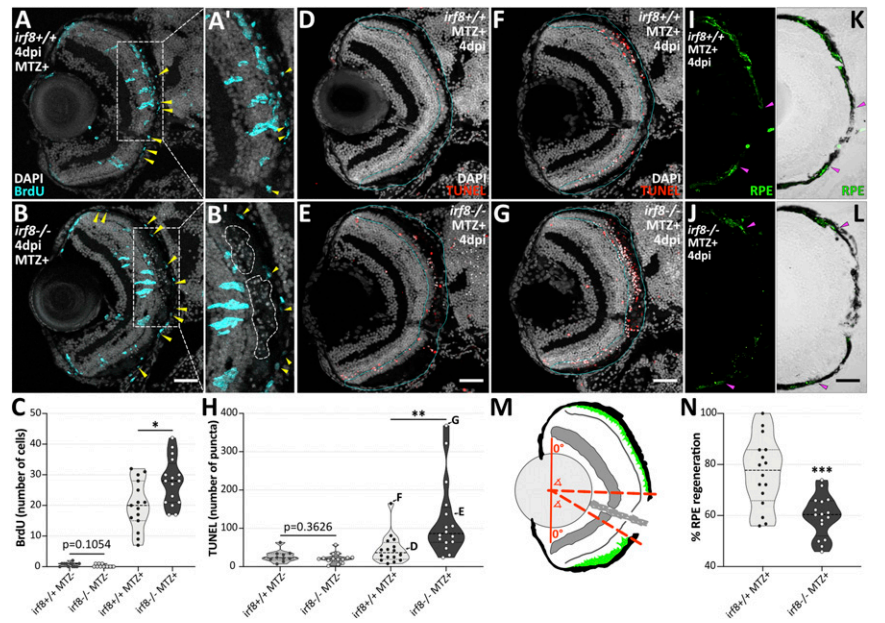 A
irf8+/+
4dpi
MTZ+
DAPI
BrdU
A'
D
irf8+/+
MTZ+
4dpi
DAPI
TUNEL
F
irf8+/+
MTZ+
4dpi
DAPI
TUNEL
I
irf8+/+
MTZ+
4dpi
RPE
K
RPE
B
irf8-/-
4dpi
MTZ+
B'
E
irf8-/-
MTZ+
4dpi
G
irf8-/-
MTZ+
4dpi
J
irf8-/-
MTZ+
4dpi
L
C
BrdU (number of cells)
50
40
30
20
10
0
p=0.1054
*
irf8+/+ MTZ-
irf8-/- MTZ-
irf8+/+ MTZ+
irf8-/- MTZ+
H
TUNEL (number of puncta)
400
300
200
100
0
p=0.3626
**
F
D
G
E
irf8+/+ MTZ-
irf8-/- MTZ-
irf8+/+ MTZ+
irf8-/- MTZ+
M
0°
∡
∡
0°
N
% RPE regeneration
100
80
60
40
***
irf8+/+ MTZ+
irf8-/- MTZ+